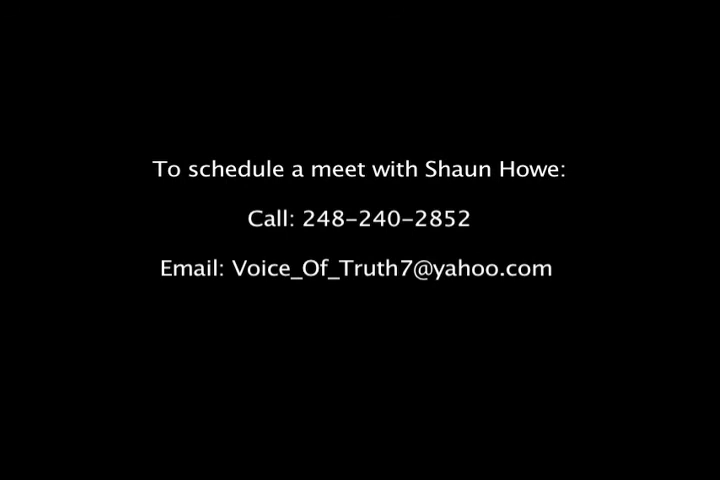 To schedule a meet with Shaun Howe:
Call: 248-240-2852
Email: Voice_Of_Truth7@yahoo.com